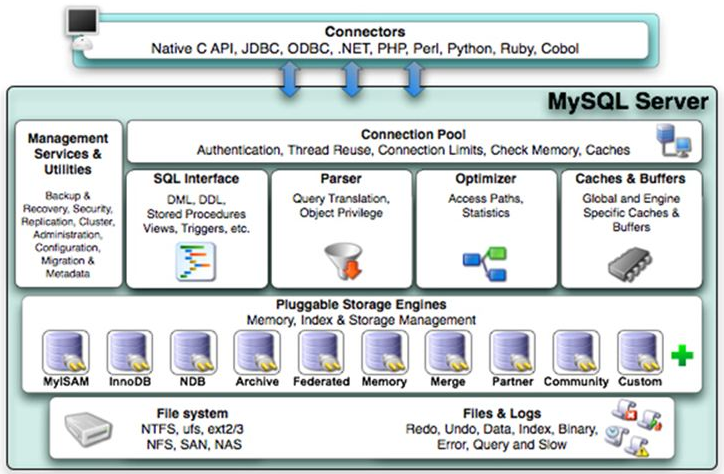 Connectors
Native C API, JDBC, ODBC, .NET, PHP, Perl, Python, Ruby, Cobol
MySQL Server
Management
Services &
Utilities
Backup &
Recovery, Security,
Replication, Cluster,
Administration,
Configuration,
Migration &
Metadata
Connection Pool
Authentication, Thread Reuse, Connection Limits, Check Memory, Caches
SQL Interface
DML, DDL,
Stored Procedures
Views, Triggers, etc.
Parser
Query Translation,
Object Privilege
Optimizer
Access Paths,
Statistics
Caches & Buffers
Global and Engine
Specific Caches &
Buffers
Pluggable Storage Engines
Memory, Index & Storage Management
MyISAM
InnoDB
NDB
Archive
Federated
Memory
Merge
Partner
Community
Custom
File system
NTFS, ufs, ext2/3
NFS, SAN, NAS
Files & Logs
Redo, Undo, Data, Index, Binary,
Error, Query and Slow